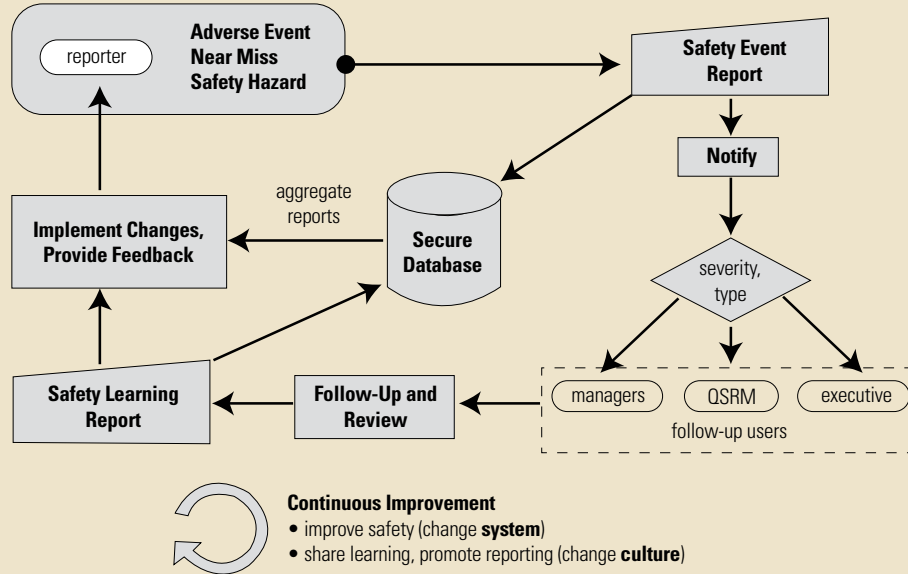 reporter
Adverse Event
Near Miss
Safety Hazard
Safety Event
Report
Notify
aggregate
reports
Implement Changes,
Provide Feedback
Secure
Database
severity,
type
Safety Learning
Report
Follow-Up and
Review
managers
QSRM
executive
follow-up users
Continuous Improvement
• improve safety (change system)
• share learning, promote reporting (change culture)